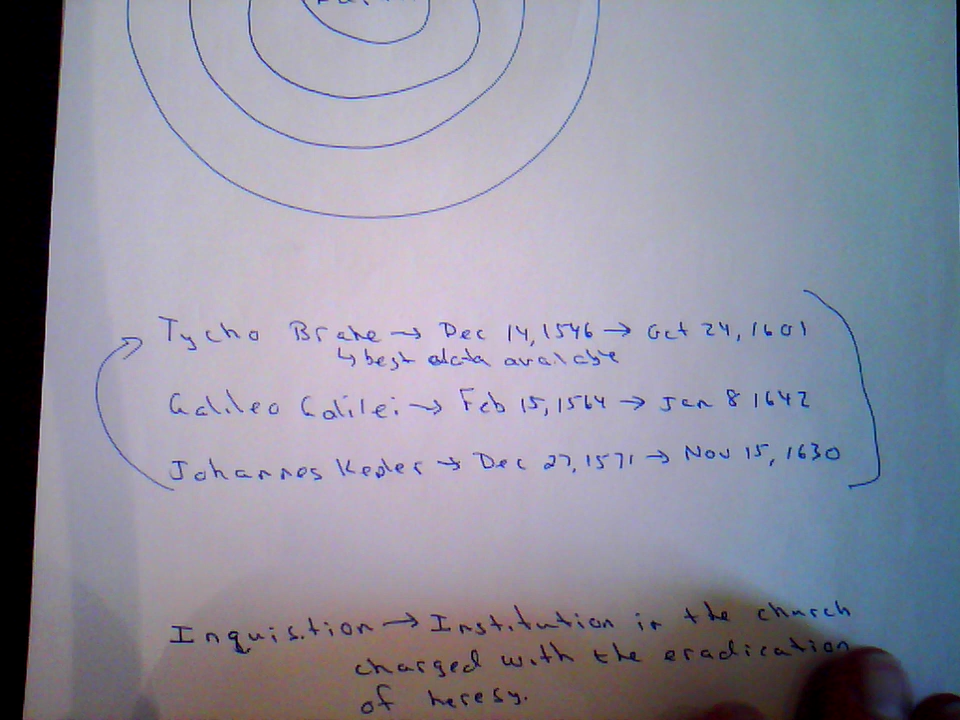 Tycho Brahe → Dec 14, 1546 → Oct 24, 1601
↳ best data available
Galileo Galilei → Feb 15, 1564 → Jan 8 1642
Johannes Kepler → Dec 27, 1571 → Nov 15, 1630
Inquisition → Institution in the church
charged with the eradication
of heresy.